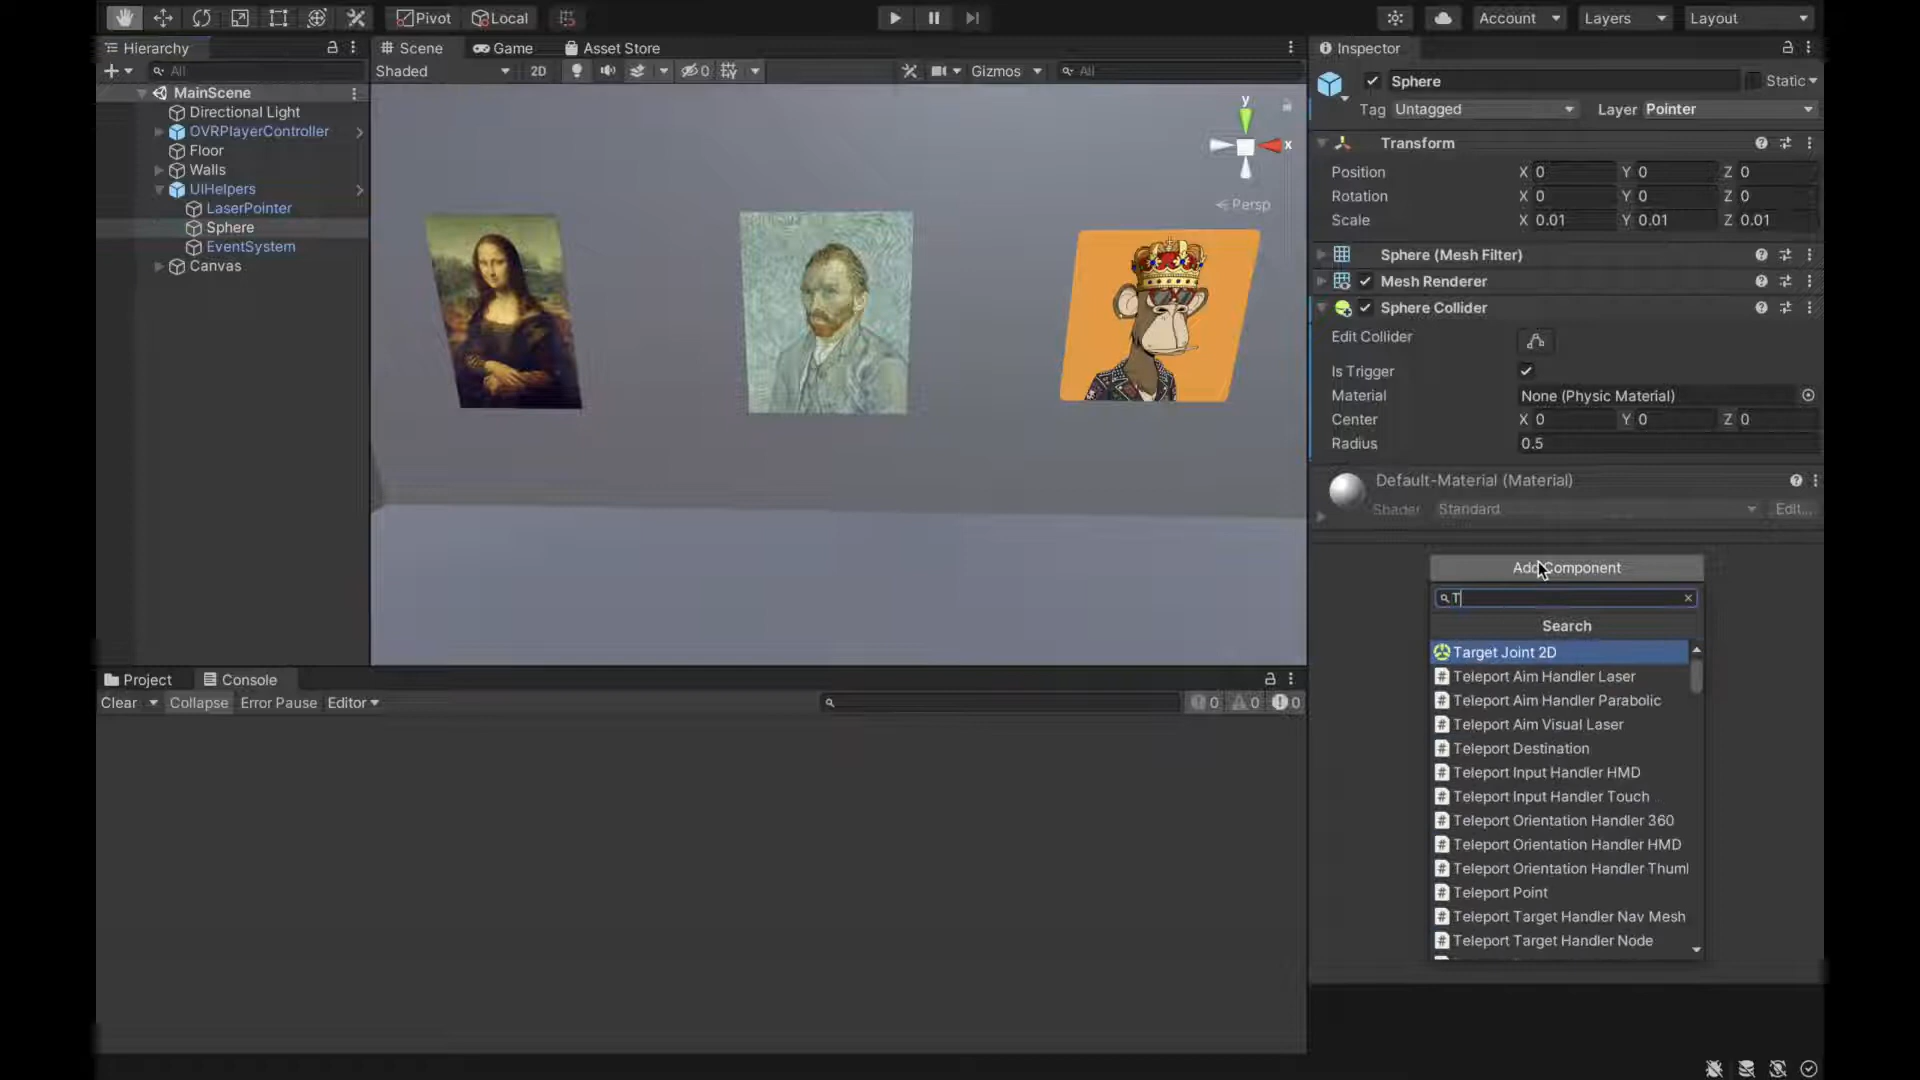 Pivot Local Account Layers Layout
Hierarchy
All
MainScene
Directional Light
OVRPlayerController
Floor
Walls
UIHelpers
LaserPointer
Sphere
EventSystem
Canvas
Scene Game Asset Store
Shaded 2D 0 Gizmos All
y
x
Persp
Project Console
Clear Collapse Error Pause Editor 0 0 0
Inspector
Sphere Static
Tag Untagged Layer Pointer
Transform
Position X 0 Y 0 Z 0
Rotation X 0 Y 0 Z 0
Scale X 0.01 Y 0.01 Z 0.01
Sphere (Mesh Filter)
Mesh Renderer
Sphere Collider
Edit Collider
Is Trigger
Material None (Physic Material)
Center X 0 Y 0 Z 0
Radius 0.5
Default-Material (Material)
Shader Standard Edit...
Add Component
T
Search
Target Joint 2D
Teleport Aim Handler Laser
Teleport Aim Handler Parabolic
Teleport Aim Visual Laser
Teleport Destination
Teleport Input Handler HMD
Teleport Input Handler Touch
Teleport Orientation Handler 360
Teleport Orientation Handler HMD
Teleport Orientation Handler Thuml
Teleport Point
Teleport Target Handler Nav Mesh
Teleport Target Handler Node